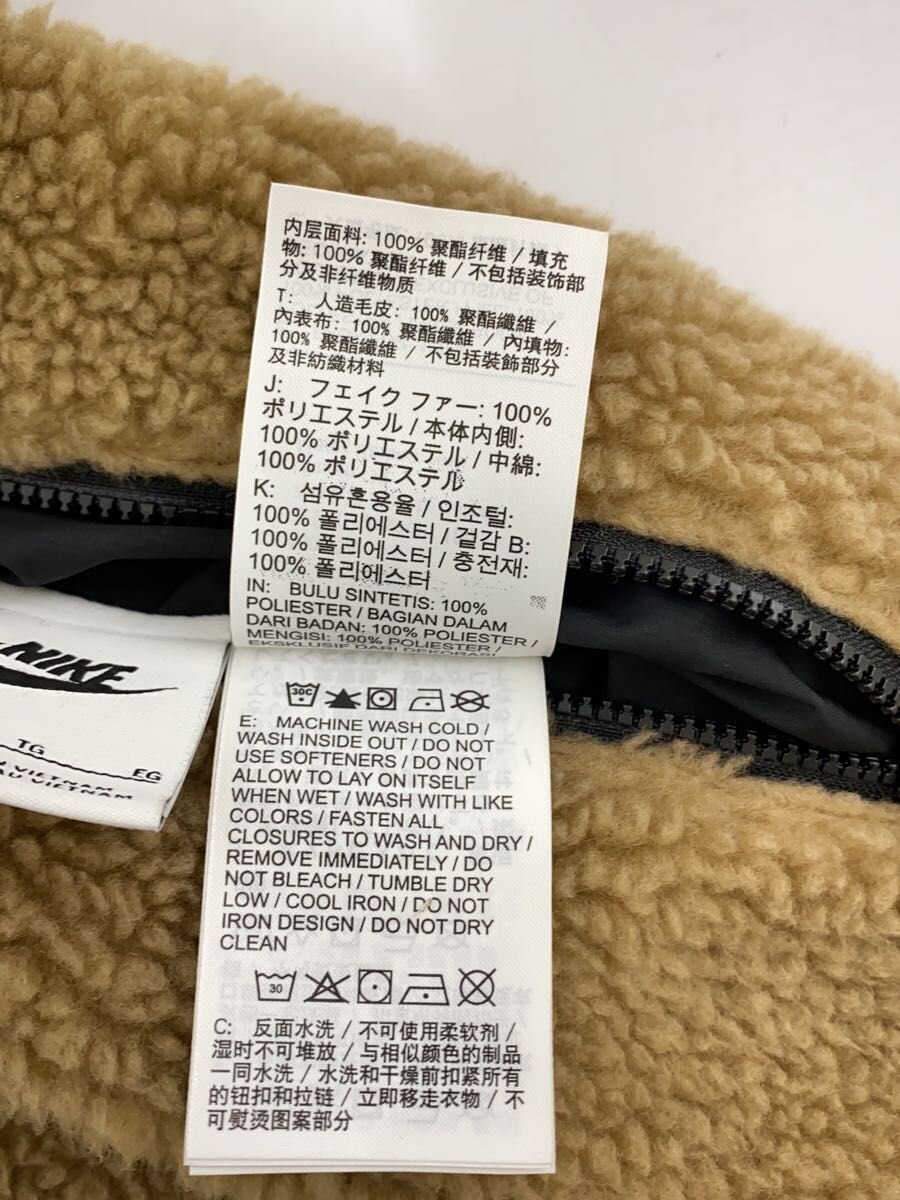 内层面料: 100% 聚酯纤维 / 填充
物: 100% 聚酯纤维 / 不包括装饰部
分及非纤维物质
T: 人造毛皮: 100% 聚酯纖維 /
內表布: 100% 聚酯纖維 / 內填物:
100% 聚酯纖維 / 不包括裝飾部分
及非紡織材料
J: フェイク ファー: 100%
ポリエステル / 本体内側:
100% ポリエステル / 中綿:
100% ポリエステル
K: 섬유혼용율 / 인조털:
100% 폴리에스터 / 겉감 B:
100% 폴리에스터 / 충전재:
100% 폴리에스터
IN: BULU SINTETIS: 100%
POLIESTER / BAGIAN DALAM
DARI BADAN: 100% POLIESTER /
MENGISI: 100% POLIESTER /
EKSKLUSIF DARI DEKORASI
NIKE
TG
EG
VIETNAM
AU VIETNAM
30C
E: MACHINE WASH COLD /
WASH INSIDE OUT / DO NOT
USE SOFTENERS / DO NOT
ALLOW TO LAY ON ITSELF
WHEN WET / WASH WITH LIKE
COLORS / FASTEN ALL
CLOSURES TO WASH AND DRY /
REMOVE IMMEDIATELY / DO
NOT BLEACH / TUMBLE DRY
LOW / COOL IRON / DO NOT
IRON DESIGN / DO NOT DRY
CLEAN
30
C: 反面水洗 / 不可使用柔软剂 /
湿时不可堆放 / 与相似颜色的制品
一同水洗 / 水洗和干燥前扣紧所有
的钮扣和拉链 / 立即移走衣物 / 不
可熨烫图案部分